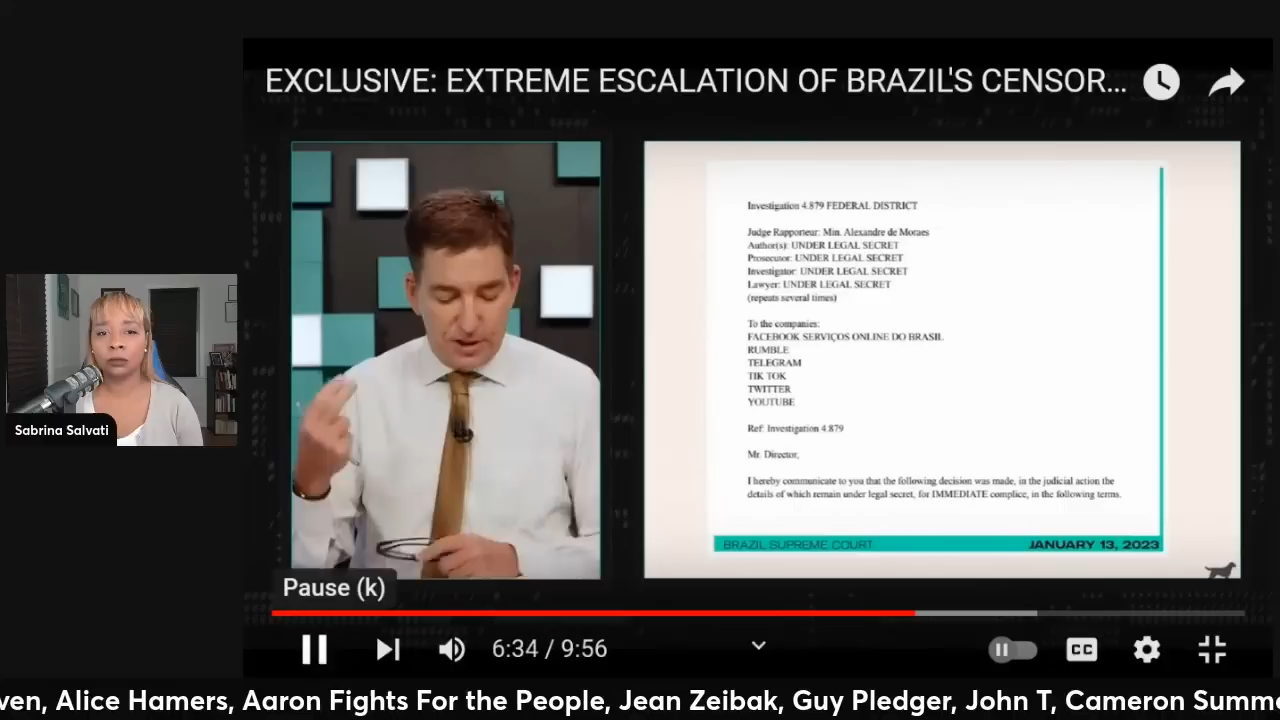 EXCLUSIVE: EXTREME ESCALATION OF BRAZIL'S CENSOR...
Investigation 4.879 FEDERAL DISTRICT
Judge Rapporteur: Min. Alexandre de Moraes
Author(s): UNDER LEGAL SECRET
Prosecutor: UNDER LEGAL SECRET
Investigator: UNDER LEGAL SECRET
Lawyer: UNDER LEGAL SECRET
(repeats several times)
To the companies:
FACEBOOK SERVIÇOS ONLINE DO BRASIL
RUMBLE
TELEGRAM
TIK TOK
TWITTER
YOUTUBE
Ref: Investigation 4.879
Mr. Director,
I hereby communicate to you that the following decision was made, in the judicial action the
details of which remain under legal secret, for IMMEDIATE complice, in the following terms.
BRAZIL SUPREME COURT
JANUARY 13, 2023
Sabrina Salvati
Pause (k)
6:34 / 9:56
CC
ven, Alice Hamers, Aaron Fights For the People, Jean Zeibak, Guy Pledger, John T, Cameron Summe